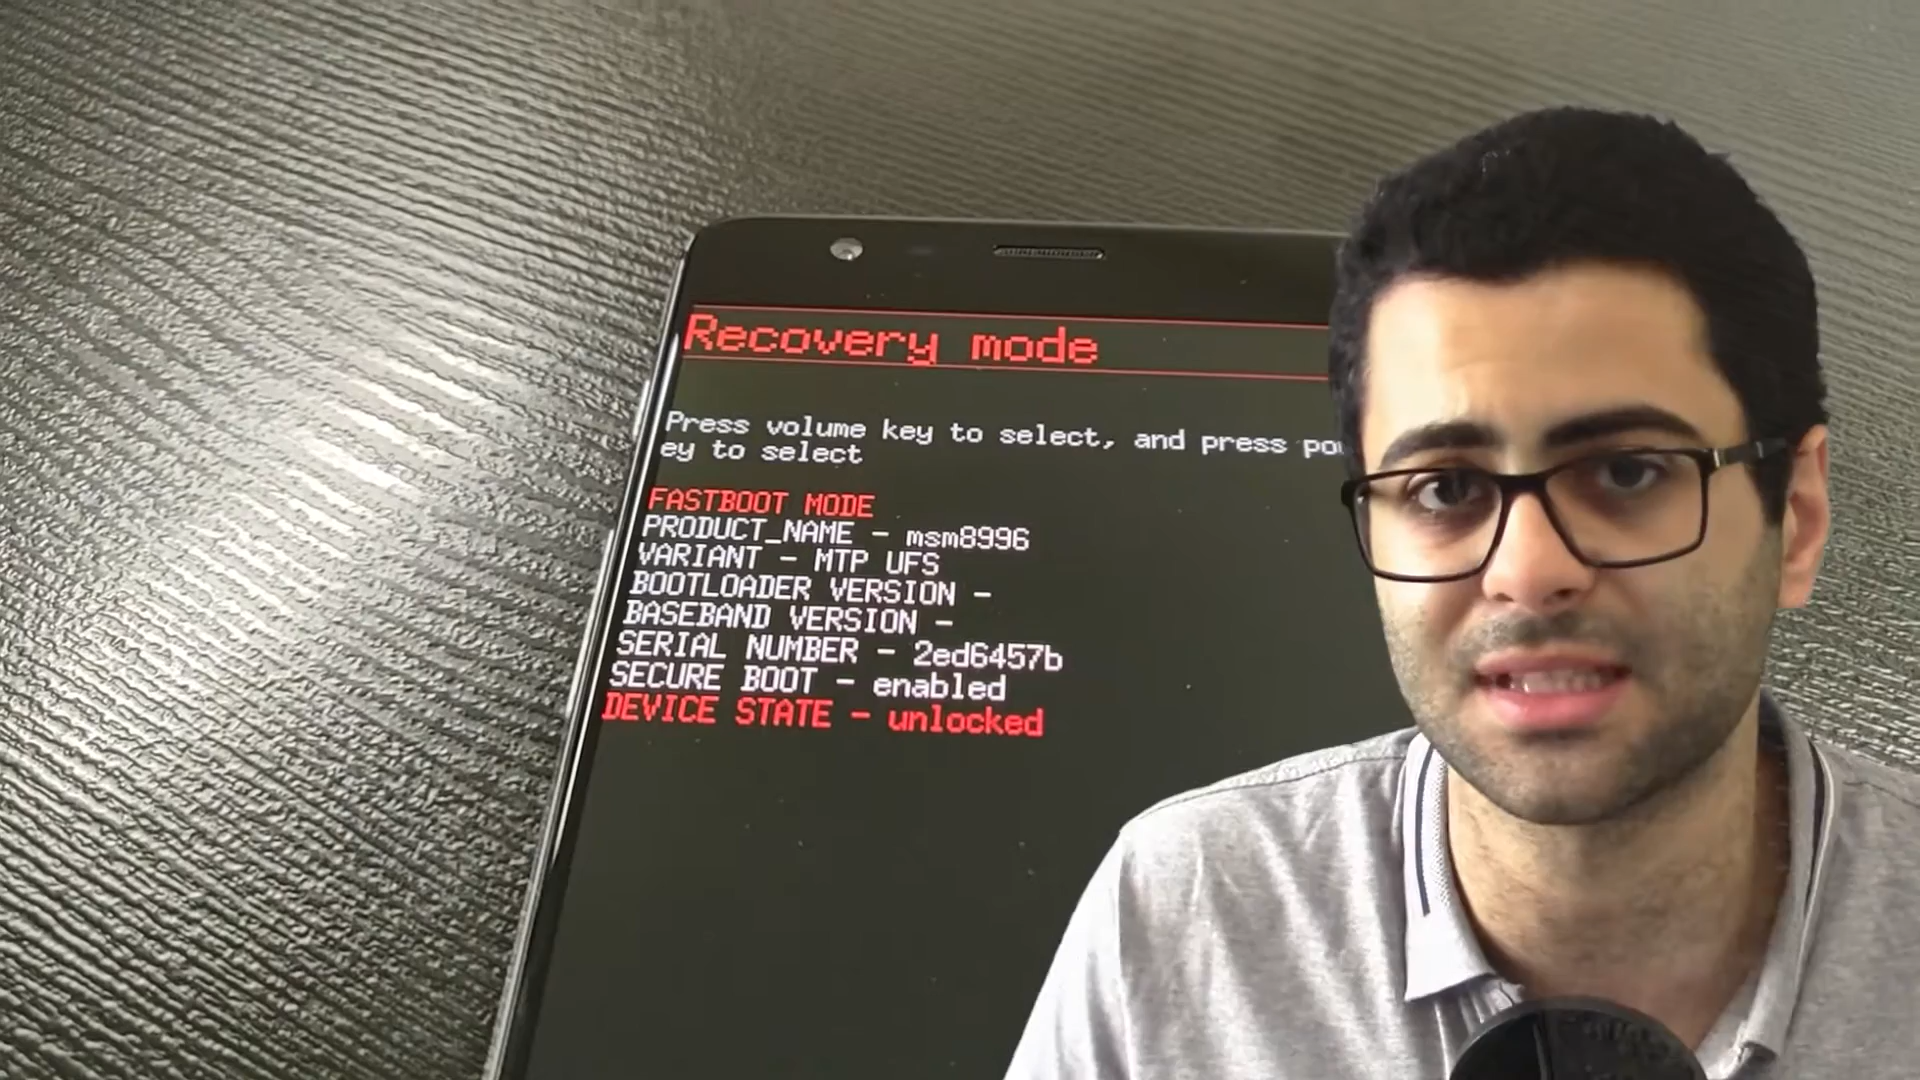 Recovery mode
Press volume key to select, and press
ey to select
FASTBOOT MODE
PRODUCT_NAME - msm8996
VARIANT - MTP UFS
BOOTLOADER VERSION -
BASEBAND VERSION -
SERIAL NUMBER - 2ed6457b
SECURE BOOT - enabled
DEVICE STATE - unlocked